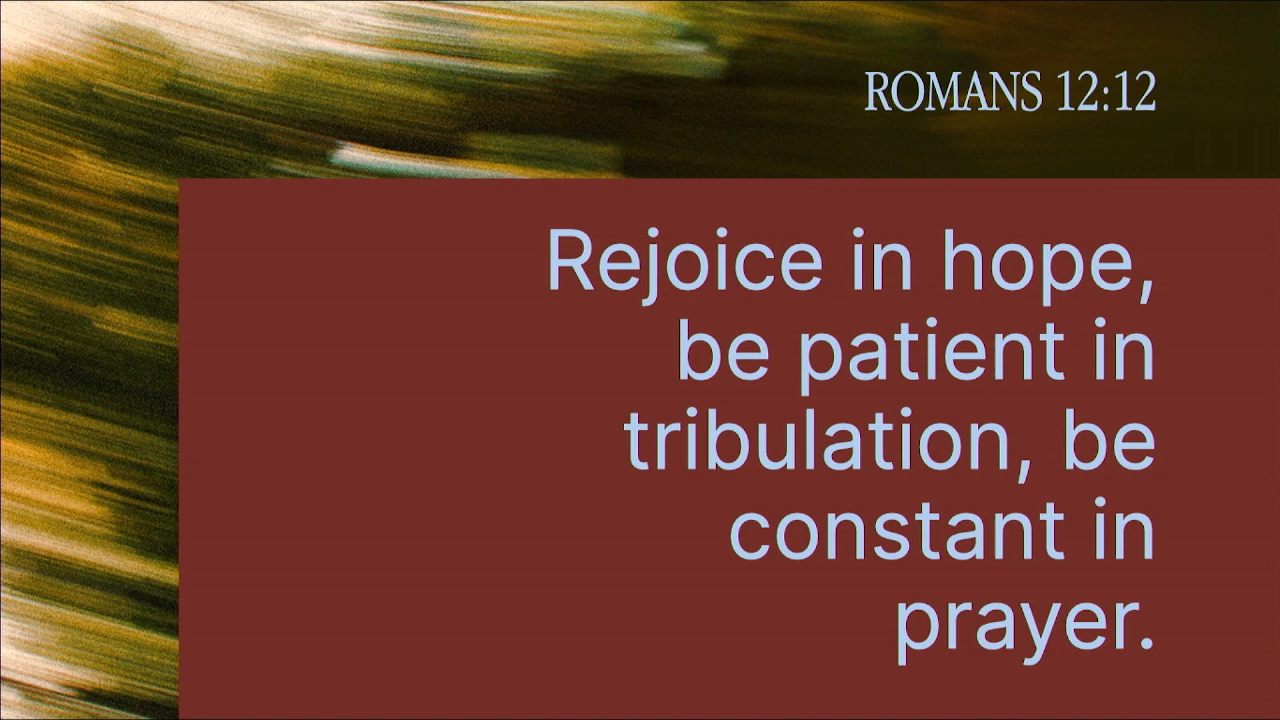 ROMANS 12:12
Rejoice in hope,
be patient in
tribulation, be
constant in
prayer.